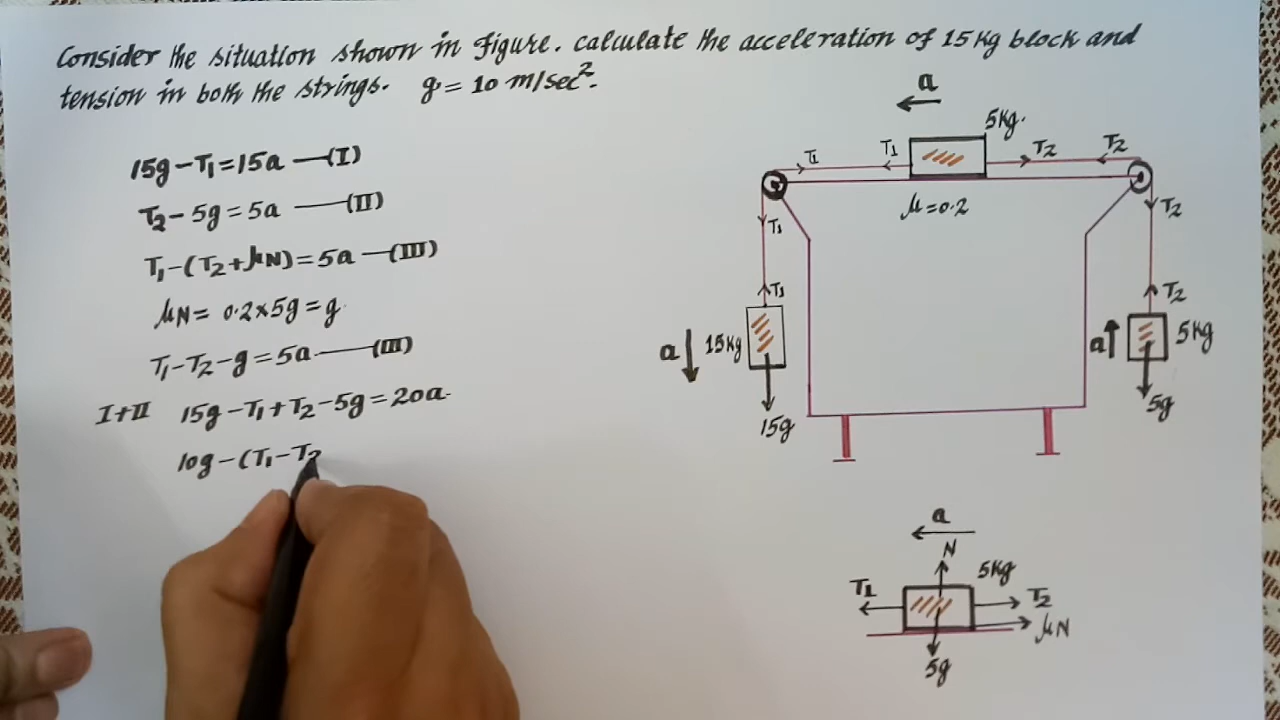 Consider the situation shown in figure. calculate the acceleration of 15 Kg block and
tension in both the strings. g = 10 m/sec².
15g - T₁ = 15a —(I)
T₂ - 5g = 5a —(II)
T₁ - (T₂ + μN) = 5a —(III)
μN = 0.2 × 5g = g
T₁ - T₂ - g = 5a —(III)
I + II 15g - T₁ + T₂ - 5g = 20a
10g - (T₁ - T₂
a
5Kg.
T₁ T₁ T₂ T₂
μ = 0.2
T₁ T₂
T₁ T₂
a 15Kg a 5Kg
15g 5g
a
N
5Kg
T₁ T₂
μN
5g